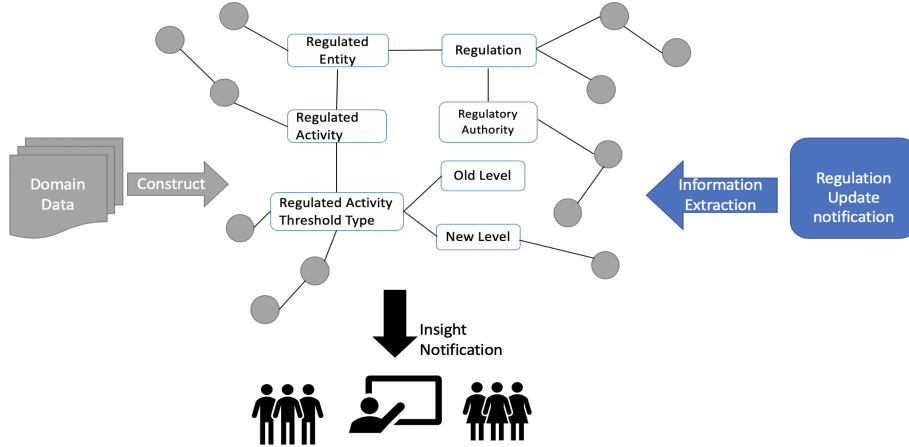 Regulated
Entity
Regulation
Regulated
Activity
Regulatory
Authority
Domain
Data
Construct
Old Level
Information
Extraction
Regulation
Update
notification
Regulated Activity
Threshold Type
New Level
Insight
Notification